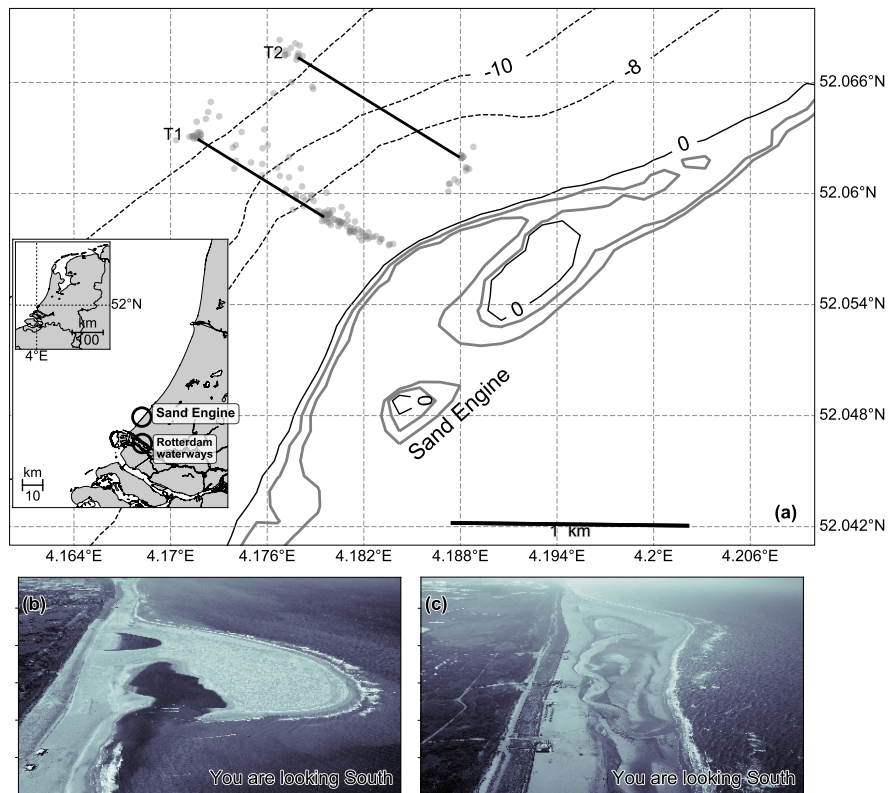 T2
-10
-8
52.066°N
T1
0
52.06°N
52°N
km
100
4°E
0
52.054°N
Sand Engine
Rotterdam
waterways
0
Sand Engine
52.048°N
km
10
(a)
1 km
52.042°N
4.164°E
4.17°E
4.176°E
4.182°E
4.188°E
4.194°E
4.2°E
4.206°E
(b)
You are looking South
(c)
You are looking South